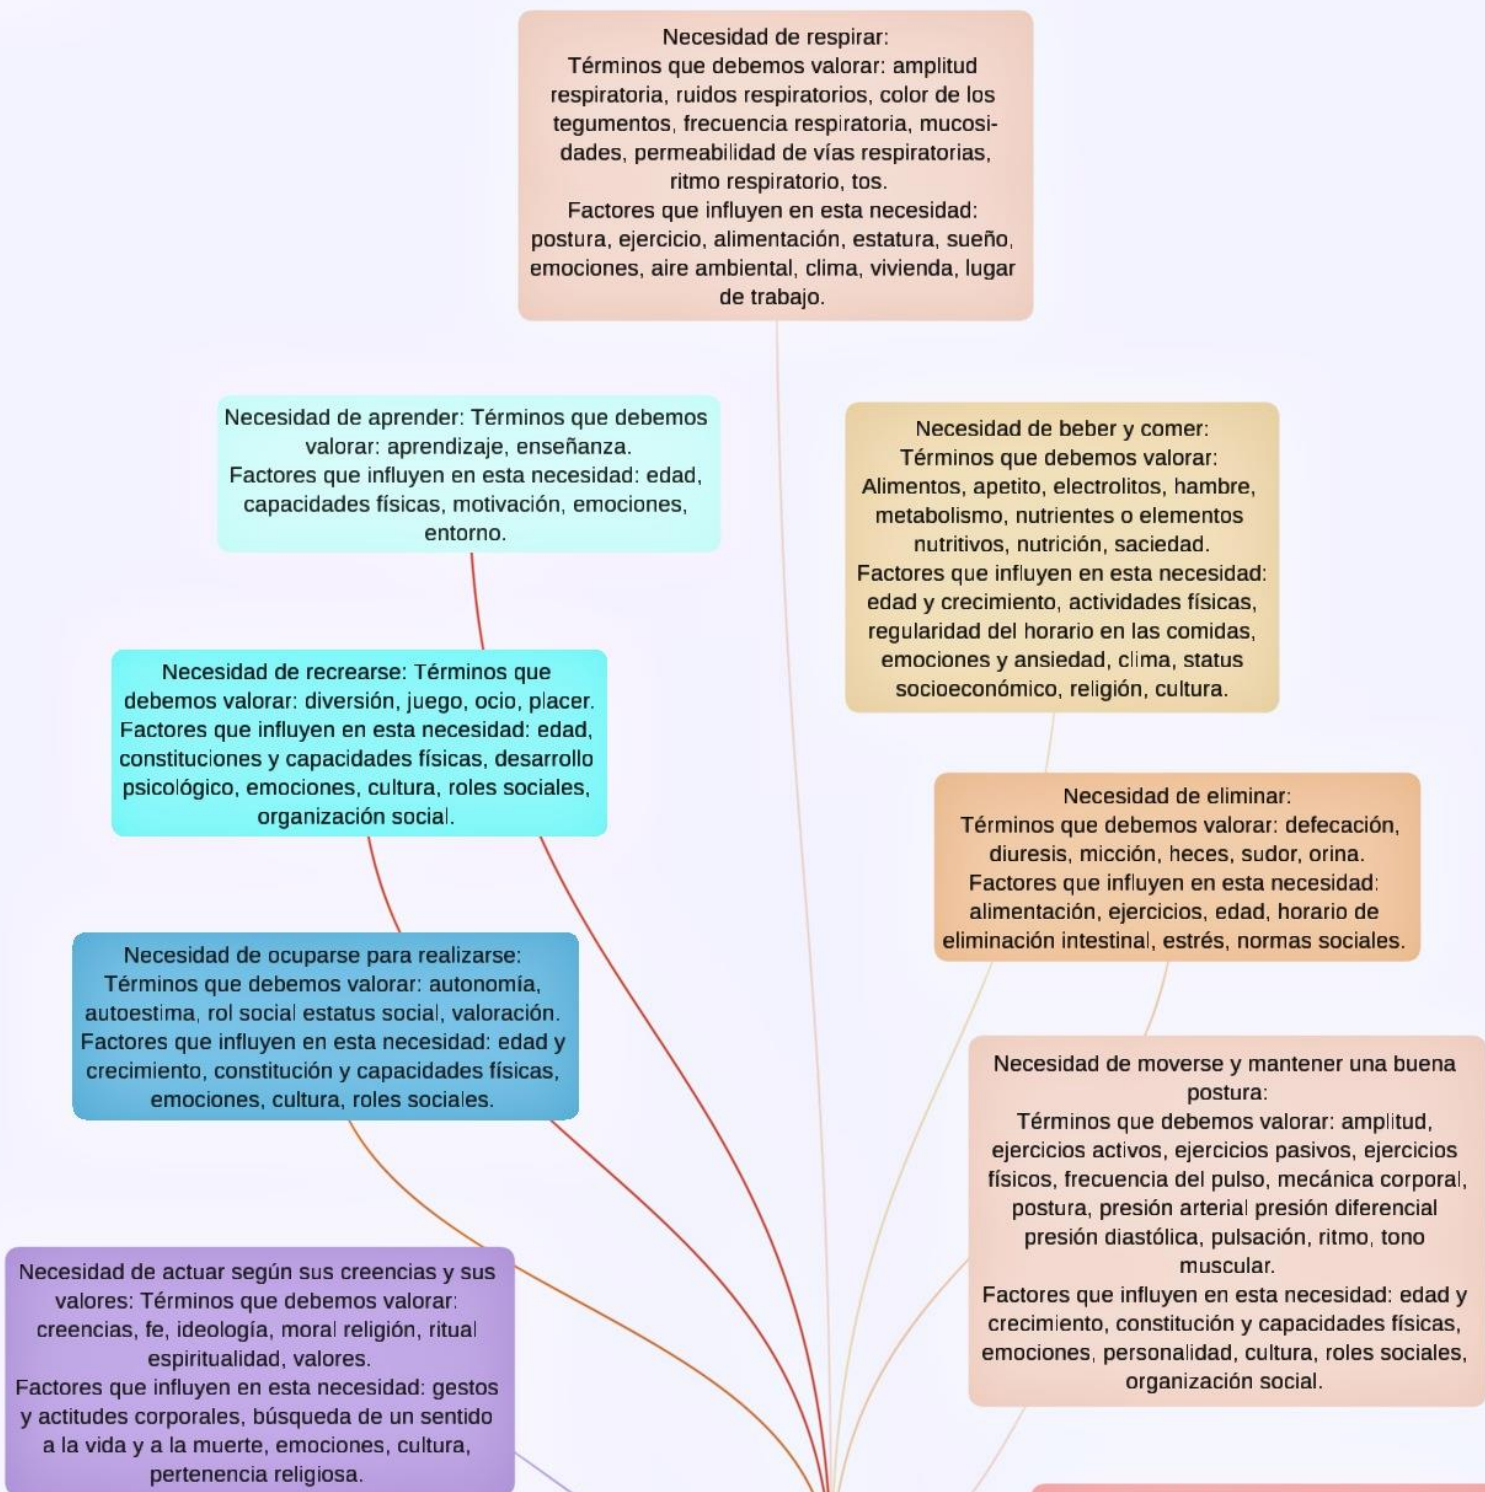 Necesidad de respirar:
Términos que debemos valorar: amplitud
respiratoria, ruidos respiratorios, color de los
tegumentos, frecuencia respiratoria, mucosi-
dades, permeabilidad de vías respiratorias,
ritmo respiratorio, tos.
Factores que influyen en esta necesidad:
postura, ejercicio, alimentación, estatura, sueño,
emociones, aire ambiental, clima, vivienda, lugar
de trabajo.
Necesidad de aprender: Términos que debemos
valorar: aprendizaje, enseñanza.
Factores que influyen en esta necesidad: edad,
capacidades físicas, motivación, emociones,
entorno.
Necesidad de beber y comer:
Términos que debemos valorar:
Alimentos, apetito, electrolitos, hambre,
metabolismo, nutrientes o elementos
nutritivos, nutrición, saciedad.
Factores que influyen en esta necesidad:
edad y crecimiento, actividades físicas,
regularidad del horario en las comidas,
emociones y ansiedad, clima, status
socioeconómico, religión, cultura.
Necesidad de recrearse: Términos que
debemos valorar: diversión, juego, ocio, placer.
Factores que influyen en esta necesidad: edad,
constituciones y capacidades físicas, desarrollo
psicológico, emociones, cultura, roles sociales,
organización social.
Necesidad de eliminar:
Términos que debemos valorar: defecación,
diuresis, micción, heces, sudor, orina.
Factores que influyen en esta necesidad:
alimentación, ejercicios, edad, horario de
eliminación intestinal, estrés, normas sociales.
Necesidad de ocuparse para realizarse:
Términos que debemos valorar: autonomía,
autoestima, rol social estatus social, valoración.
Factores que influyen en esta necesidad: edad y
crecimiento, constitución y capacidades físicas,
emociones, cultura, roles sociales.
Necesidad de moverse y mantener una buena
postura:
Términos que debemos valorar: amplitud,
ejercicios activos, ejercicios pasivos, ejercicios
físicos, frecuencia del pulso, mecánica corporal,
postura, presión arterial presión diferencial
presión diastólica, pulsación, ritmo, tono
muscular.
Factores que influyen en esta necesidad: edad y
crecimiento, constitución y capacidades físicas,
emociones, personalidad, cultura, roles sociales,
organización social.
Necesidad de actuar según sus creencias y sus
valores: Términos que debemos valorar:
creencias, fe, ideología, moral religión, ritual
espiritualidad, valores.
Factores que influyen en esta necesidad: gestos
y actitudes corporales, búsqueda de un sentido
a la vida y a la muerte, emociones, cultura,
pertenencia religiosa.